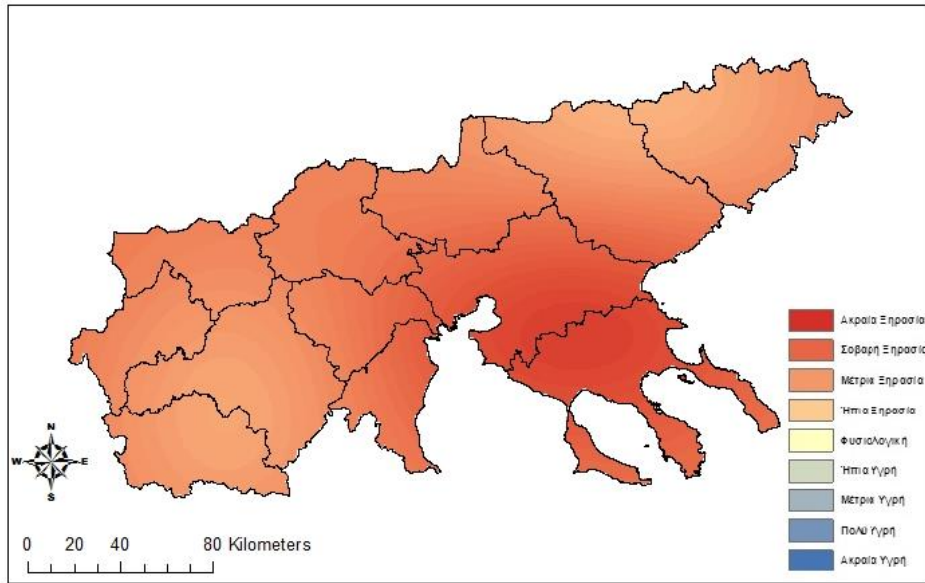 Ακραία Ξηρασία
Σοβαρή Ξηρασία
Μέτρια Ξηρασία
Ήπια Ξηρασία
Φυσιολογική
Ήπια Υγρή
Μέτρια Υγρή
Πολύ Υγρή
Ακραία Υγρή
N
W E
S
0 20 40 80 Kilometers